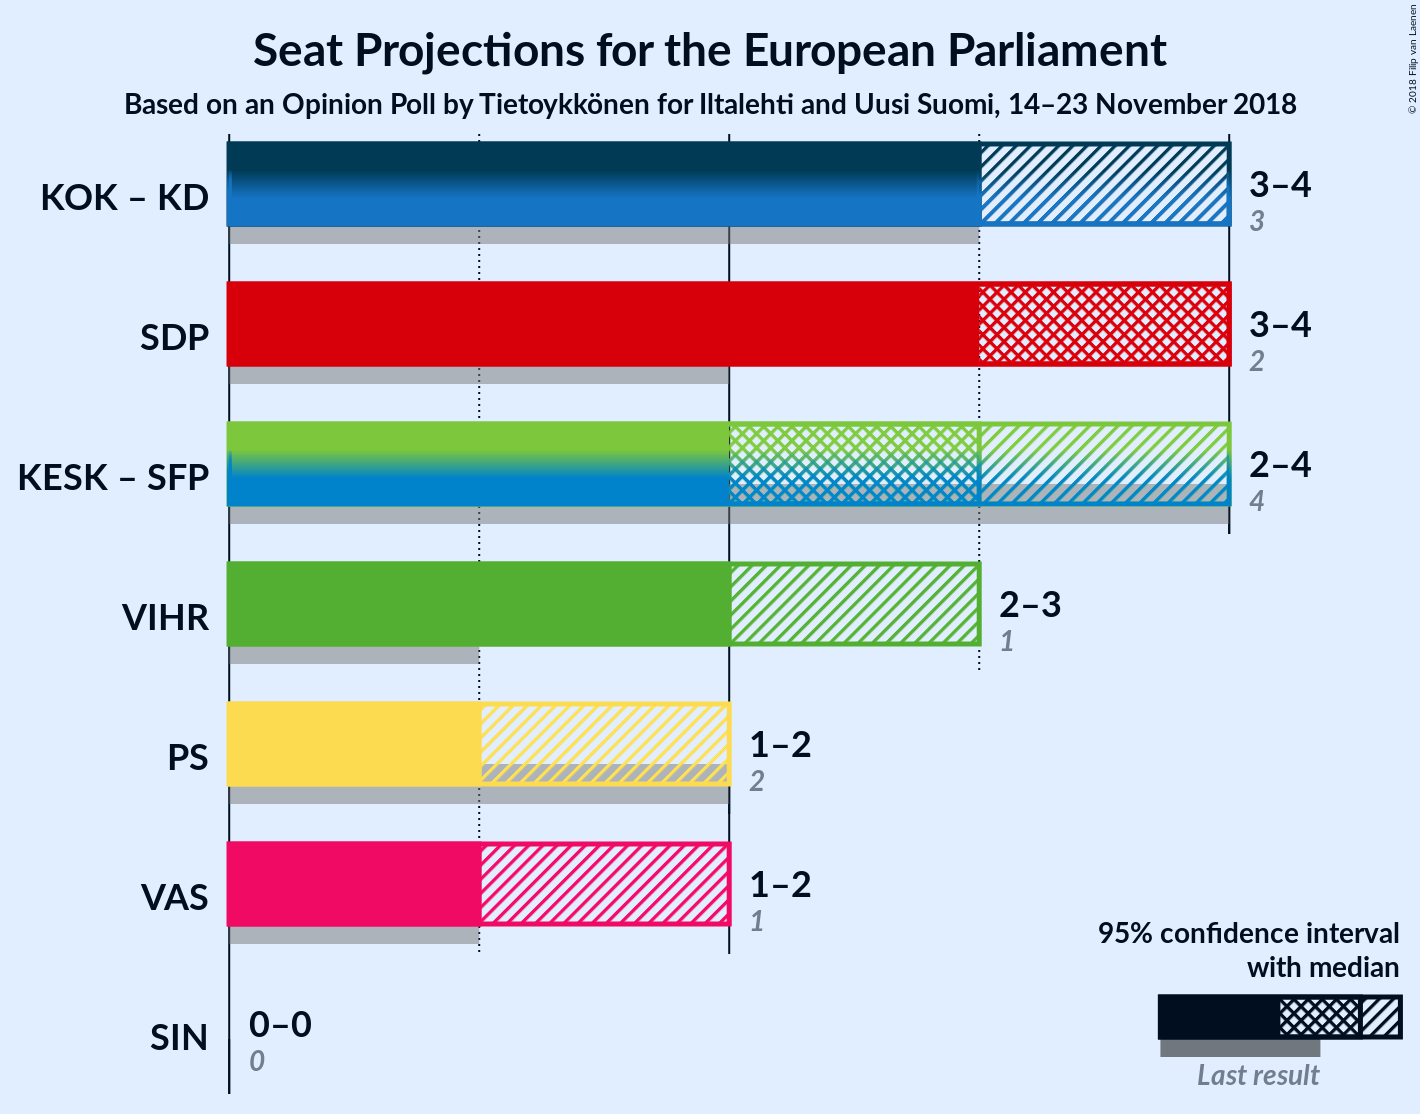 Seat Projections for the European Parliament
Based on an Opinion Poll by Tietoykkönen for Iltalehti and Uusi Suomi, 14–23 November 2018
© 2018 Filip van Laenen
KOK – KD
3–4
3
SDP
3–4
2
KESK – SFP
2–4
4
VIHR
2–3
1
PS
1–2
2
VAS
1–2
1
SIN
0–0
0
95% confidence interval
with median
Last result